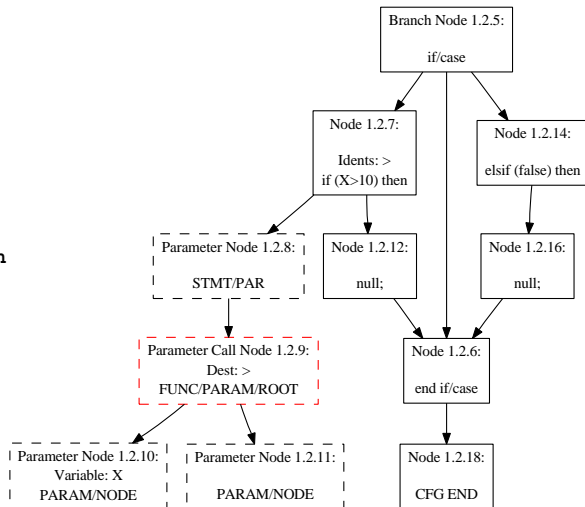 Branch Node 1.2.5:
if/case
Node 1.2.7:
Idents: >
if (X>10) then
Node 1.2.14:
elsif (false) then
n
Parameter Node 1.2.8:
STMT/PAR
Node 1.2.12:
null;
Node 1.2.16:
null;
Parameter Call Node 1.2.9:
Dest: >
FUNC/PARAM/ROOT
Node 1.2.6:
end if/case
Parameter Node 1.2.10:
Variable: X
PARAM/NODE
Parameter Node 1.2.11:
PARAM/NODE
Node 1.2.18:
CFG END